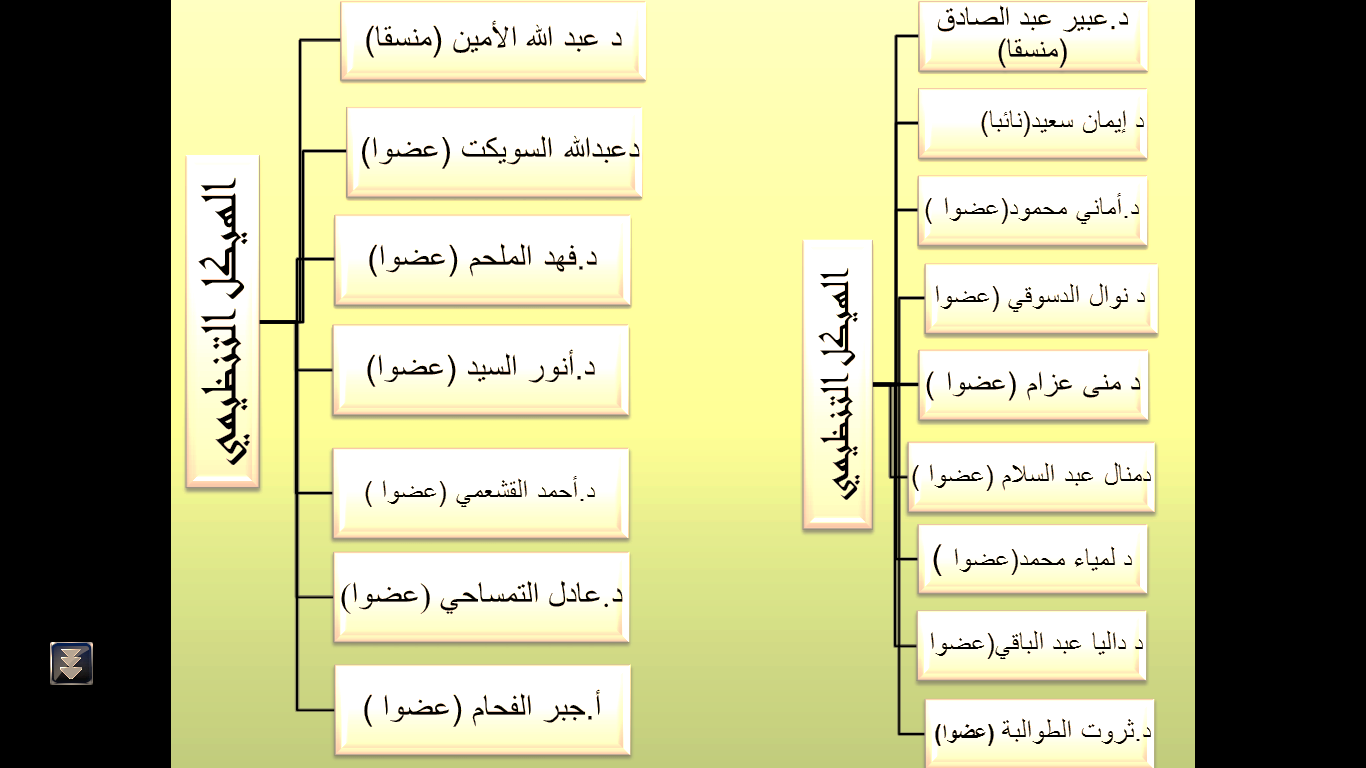 د.عبير عبد الصادق
(منسقا)
د إيمان سعيد(نائبا)
د.أماني محمود(عضوا )
د نوال الدسوقي (عضوا
د منى عزام (عضوا )
دمنال عبد السلام (عضوا )
د لمياء محمد(عضوا )
د داليا عبد الباقي(عضوا
د.ثروت الطوالبة (عضوا)
الهيكل التنظيمي
د عبد الله الأمين (منسقا)
دعبدالله السويكت (عضوا)
د.فهد الملحم (عضوا)
د.أنور السيد (عضوا)
د.أحمد القشعمي (عضوا )
د.عادل التمساحي (عضوا)
أ.جبر الفحام (عضوا )
الهيكل التنظيمي